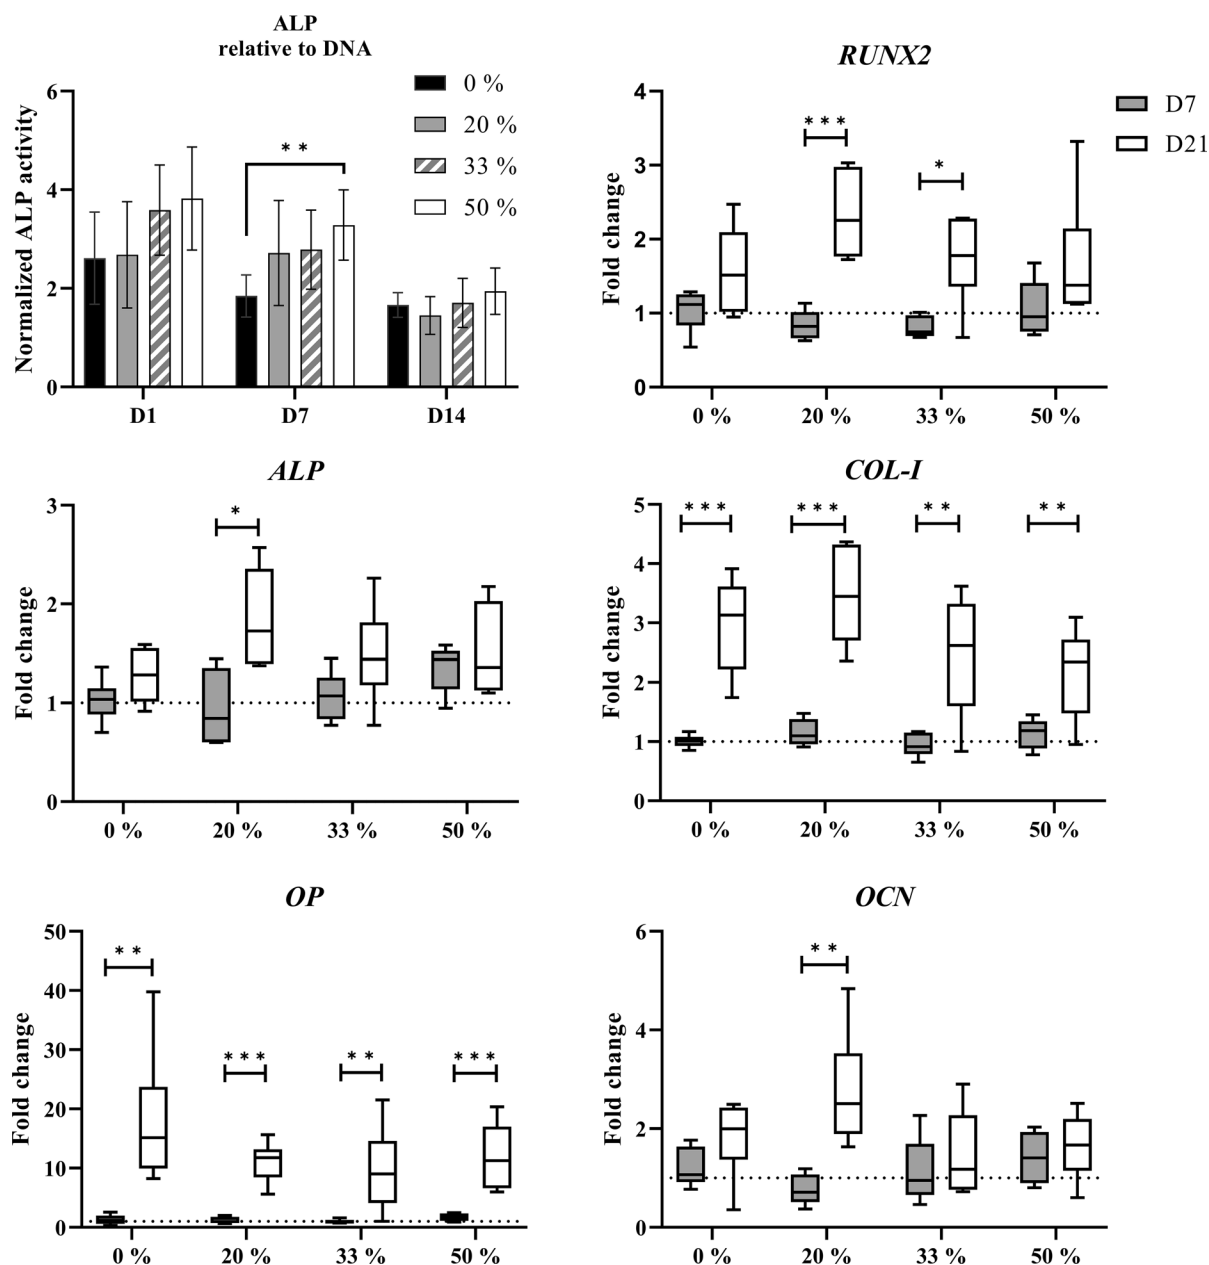 ALP
relative to DNA
Normalized ALP activity
6
4
2
0
* *
0 %
20 %
33 %
50 %
D1
D7
D14
RUNX2
Fold change
4
3
2
1
0
* * *
*
D7
D21
0 %
20 %
33 %
50 %
ALP
Fold change
3
2
1
0
*
0 %
20 %
33 %
50 %
COL-I
Fold change
5
4
3
2
1
0
* * *
* * *
* *
* *
0 %
20 %
33 %
50 %
OP
Fold change
50
40
30
20
10
0
* *
* * *
* *
* * *
0 %
20 %
33 %
50 %
OCN
Fold change
6
4
2
0
* *
0 %
20 %
33 %
50 %